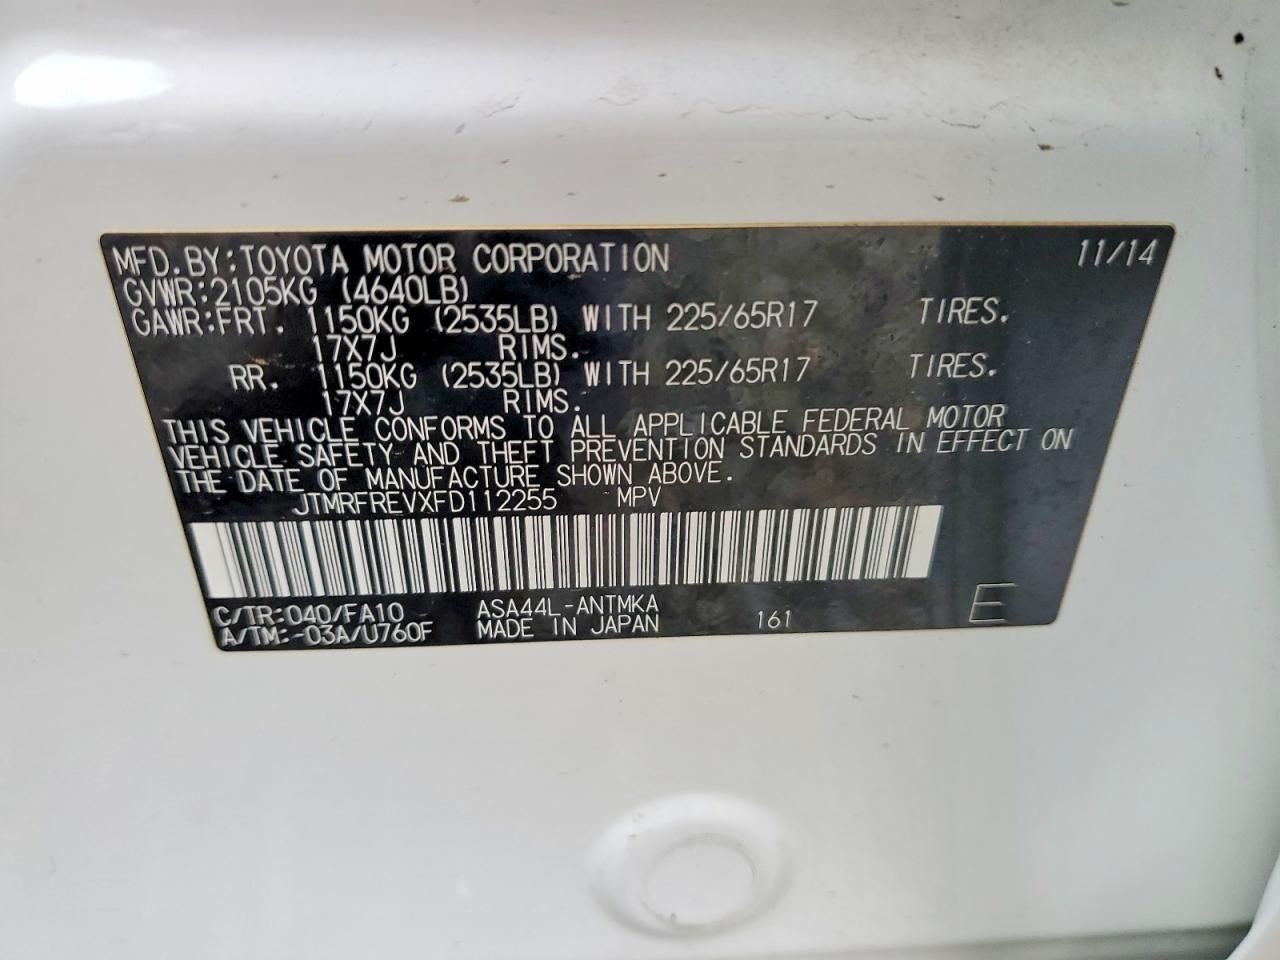 MFD.BY:TOYOTA MOTOR CORPORATION 11/14
GVWR:2105KG (4640LB)
GAWR:FRT. 1150KG (2535LB) WITH 225/65R17 TIRES.
17X7J RIMS.
RR. 1150KG (2535LB) WITH 225/65R17 TIRES.
17X7J RIMS.
THIS VEHICLE CONFORMS TO ALL APPLICABLE FEDERAL MOTOR
VEHICLE SAFETY AND THEFT PREVENTION STANDARDS IN EFFECT ON
THE DATE OF MANUFACTURE SHOWN ABOVE.
JTMRFREVXFD112255 MPV
C/TR:040/FA10 ASA44L-ANTMKA 161 E
A/TM:-03A/U760F MADE IN JAPAN